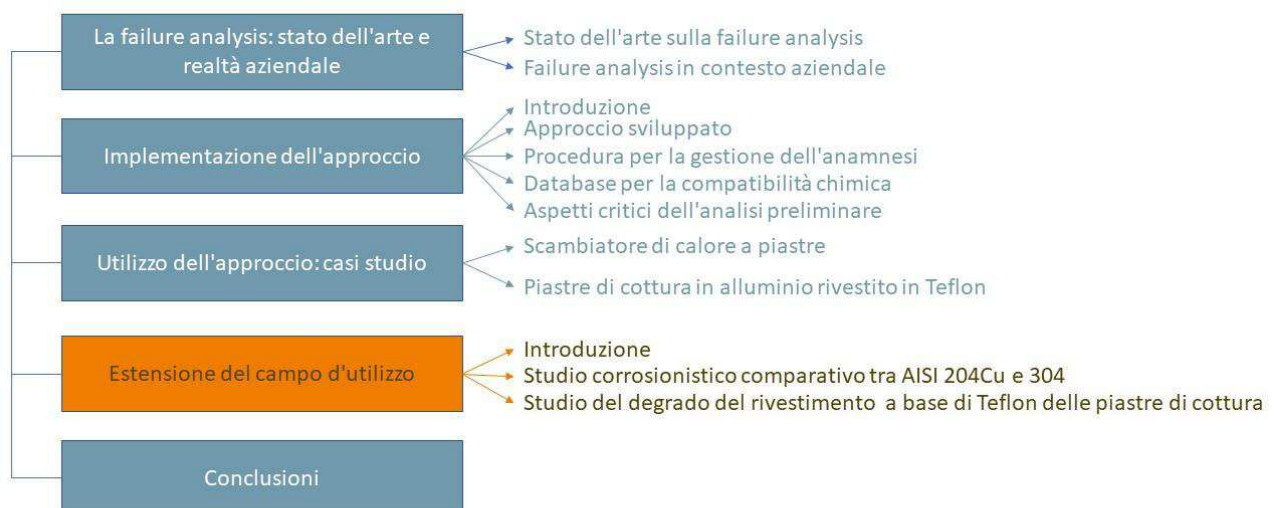 La failure analysis: stato dell'arte e
realtà aziendale
Stato dell'arte sulla failure analysis
Failure analysis in contesto aziendale
Implementazione dell'approccio
Introduzione
Approccio sviluppato
Procedura per la gestione dell'anamnesi
Database per la compatibilità chimica
Aspetti critici dell'analisi preliminare
Utilizzo dell'approccio: casi studio
Scambiatore di calore a piastre
Piastre di cottura in alluminio rivestito in Teflon
Estensione del campo d'utilizzo
Introduzione
Studio corrosionistico comparativo tra AISI 204Cu e 304
Studio del degrado del rivestimento a base di Teflon delle piastre di cottura
Conclusioni